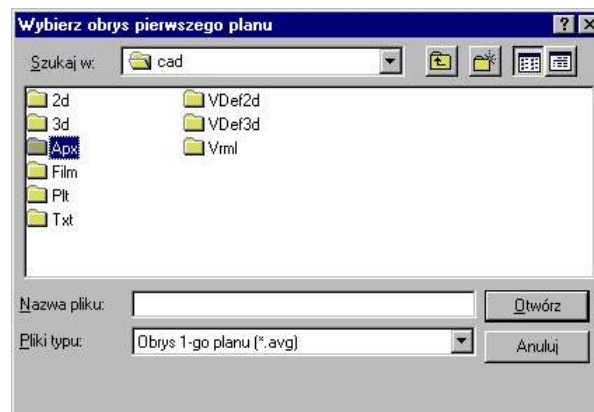 Wybierz obrys pierwszego planu
Szukaj w: cad
2d
3d
Apx
Film
Plt
Txt
VDef2d
VDef3d
Vrml
Nazwa pliku:
Otwórz
Pliki typu: Obrys 1-go planu (*.avg)
Anuluj